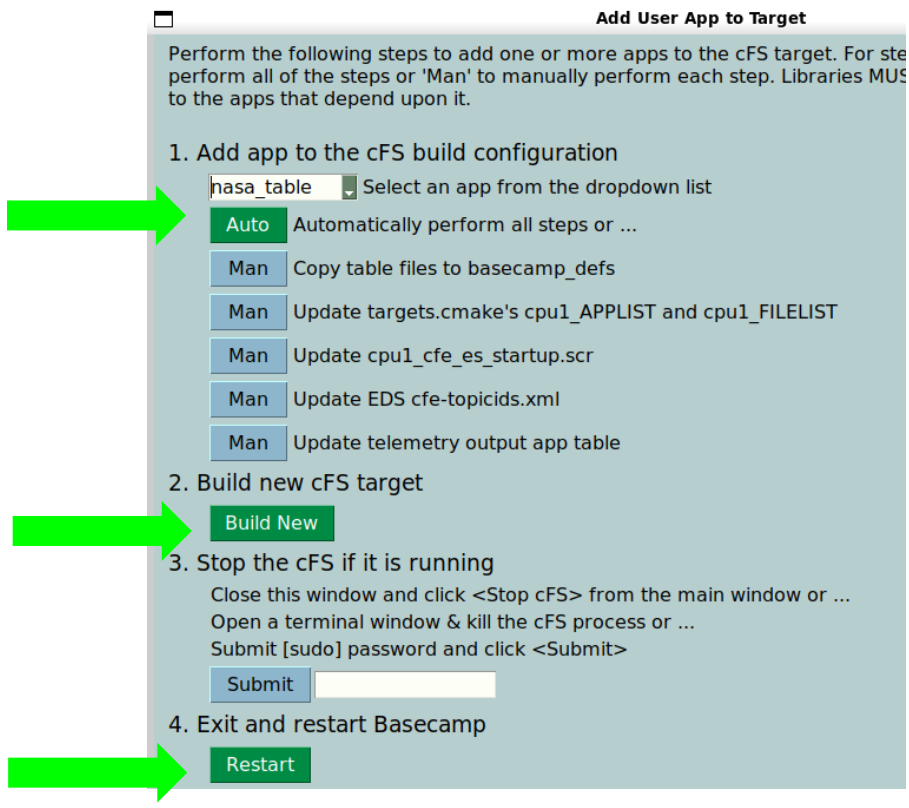 Add User App to Target
Perform the following steps to add one or more apps to the cFS target. For ste
perform all of the steps or 'Man' to manually perform each step. Libraries MUS
to the apps that depend upon it.
1. Add app to the cFS build configuration
nasa_table Select an app from the dropdown list
Auto Automatically perform all steps or ...
Man Copy table files to basecamp_defs
Man Update targets.cmake's cpu1_APPLIST and cpu1_FILELIST
Man Update cpu1_cfe_es_startup.scr
Man Update EDS cfe-topicids.xml
Man Update telemetry output app table
2. Build new cFS target
Build New
3. Stop the cFS if it is running
Close this window and click <Stop cFS> from the main window or ...
Open a terminal window & kill the cFS process or ...
Submit [sudo] password and click <Submit>
Submit
4. Exit and restart Basecamp
Restart